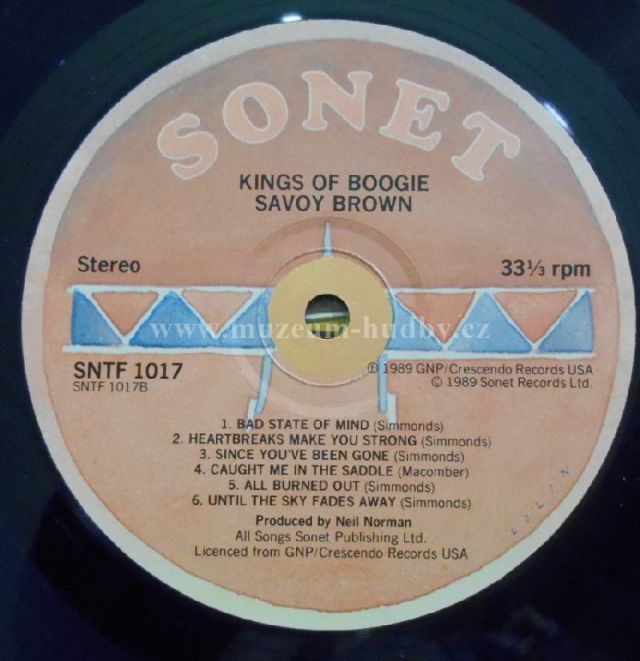 SONET
KINGS OF BOOGIE
SAVOY BROWN
Stereo
33⅓ rpm
www.muzeum-hudby.cz
SNTF 1017
SNTF 1017B
℗ 1989 GNP/Crescendo Records USA
© 1989 Sonet Records Ltd.
1. BAD STATE OF MIND (Simmonds)
2. HEARTBREAKS MAKE YOU STRONG (Simmonds)
3. SINCE YOU'VE BEEN GONE (Simmonds)
4. CAUGHT ME IN THE SADDLE (Macomber)
5. ALL BURNED OUT (Simmonds)
6. UNTIL THE SKY FADES AWAY (Simmonds)
Produced by Neil Norman
All Songs Sonet Publishing Ltd.
Licenced from GNP/Crescendo Records USA